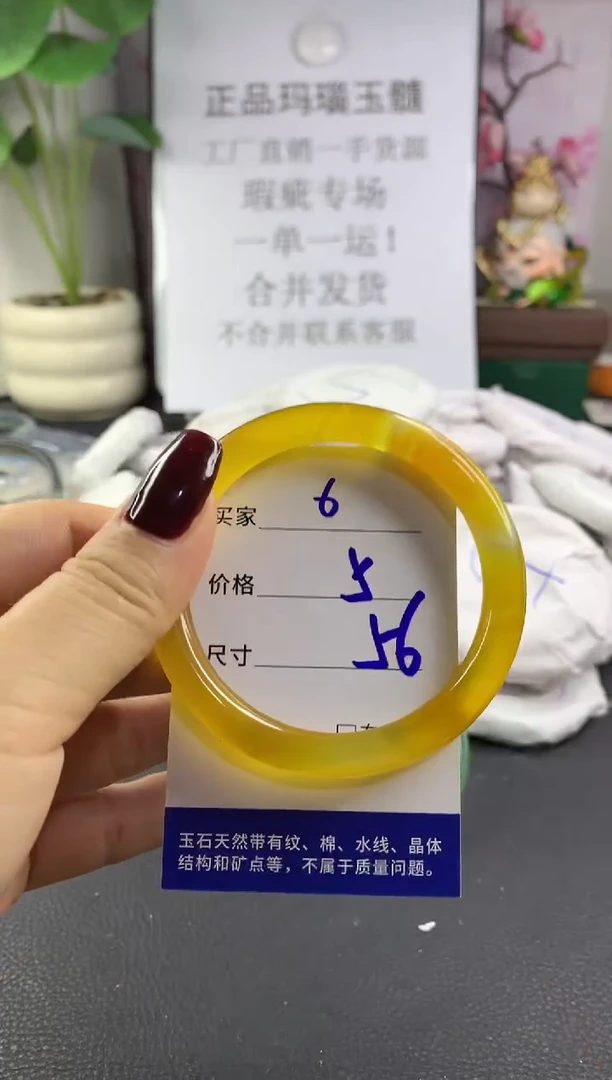 正品玛瑙玉髓
工厂直销一手货源
瑕疵专场
一单一运！
合并发货
不合并联系客服
买家 6
价格 5
尺寸 56
玉石天然带有纹、棉、水线、晶体
结构和矿点等，不属于质量问题。